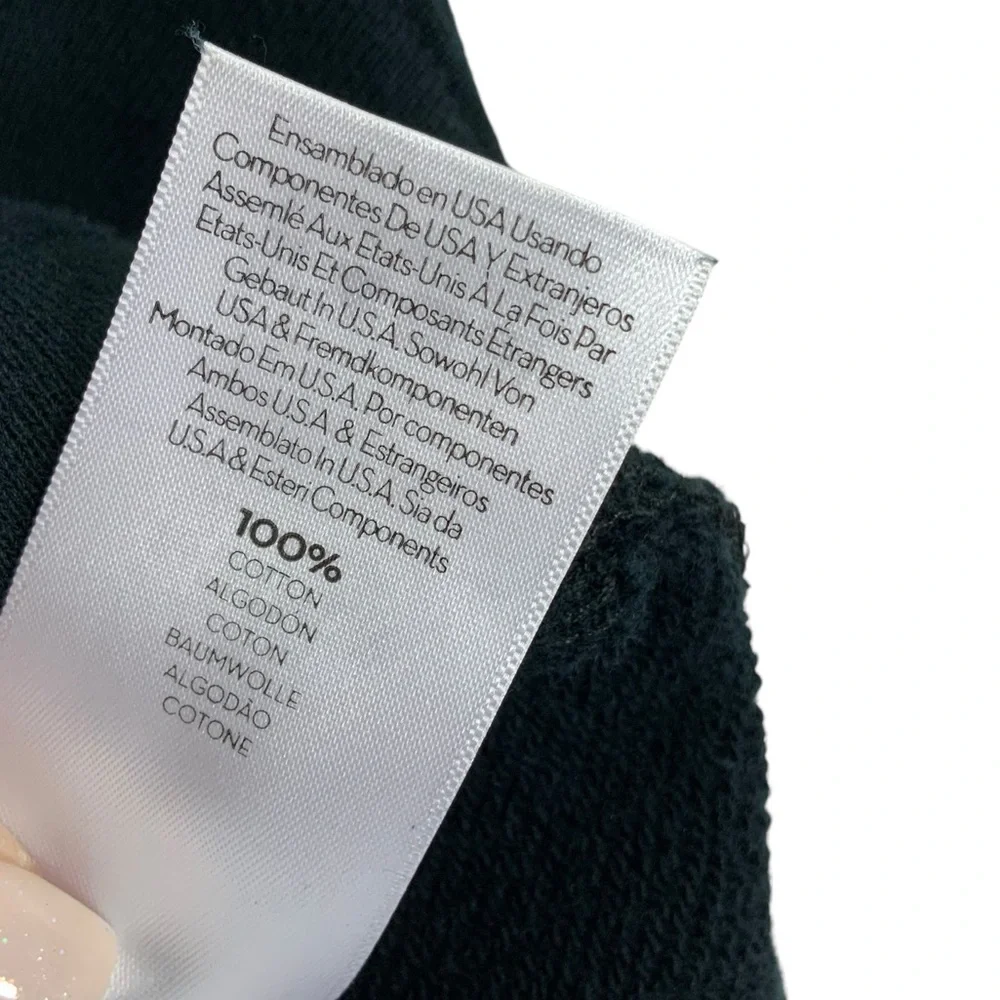 Ensamblado en USA Usando
Componentes De USA Y Extranjeros
Assemlé Aux Etats-Unis À La Fois Par
Etats-Unis Et Composants Etrangers
Gebaut In U.S.A. Sowohl Von
USA & Fremdkomponenten
Montado Em U.S.A. Por componentes
Ambos U.S.A & Estrangeiros
Assemblato In U.S.A. Sia da
U.S.A & Esteri Components
100%
COTTON
ALGODÓN
COTON
BAUMWOLLE
ALGODÃO
COTONE